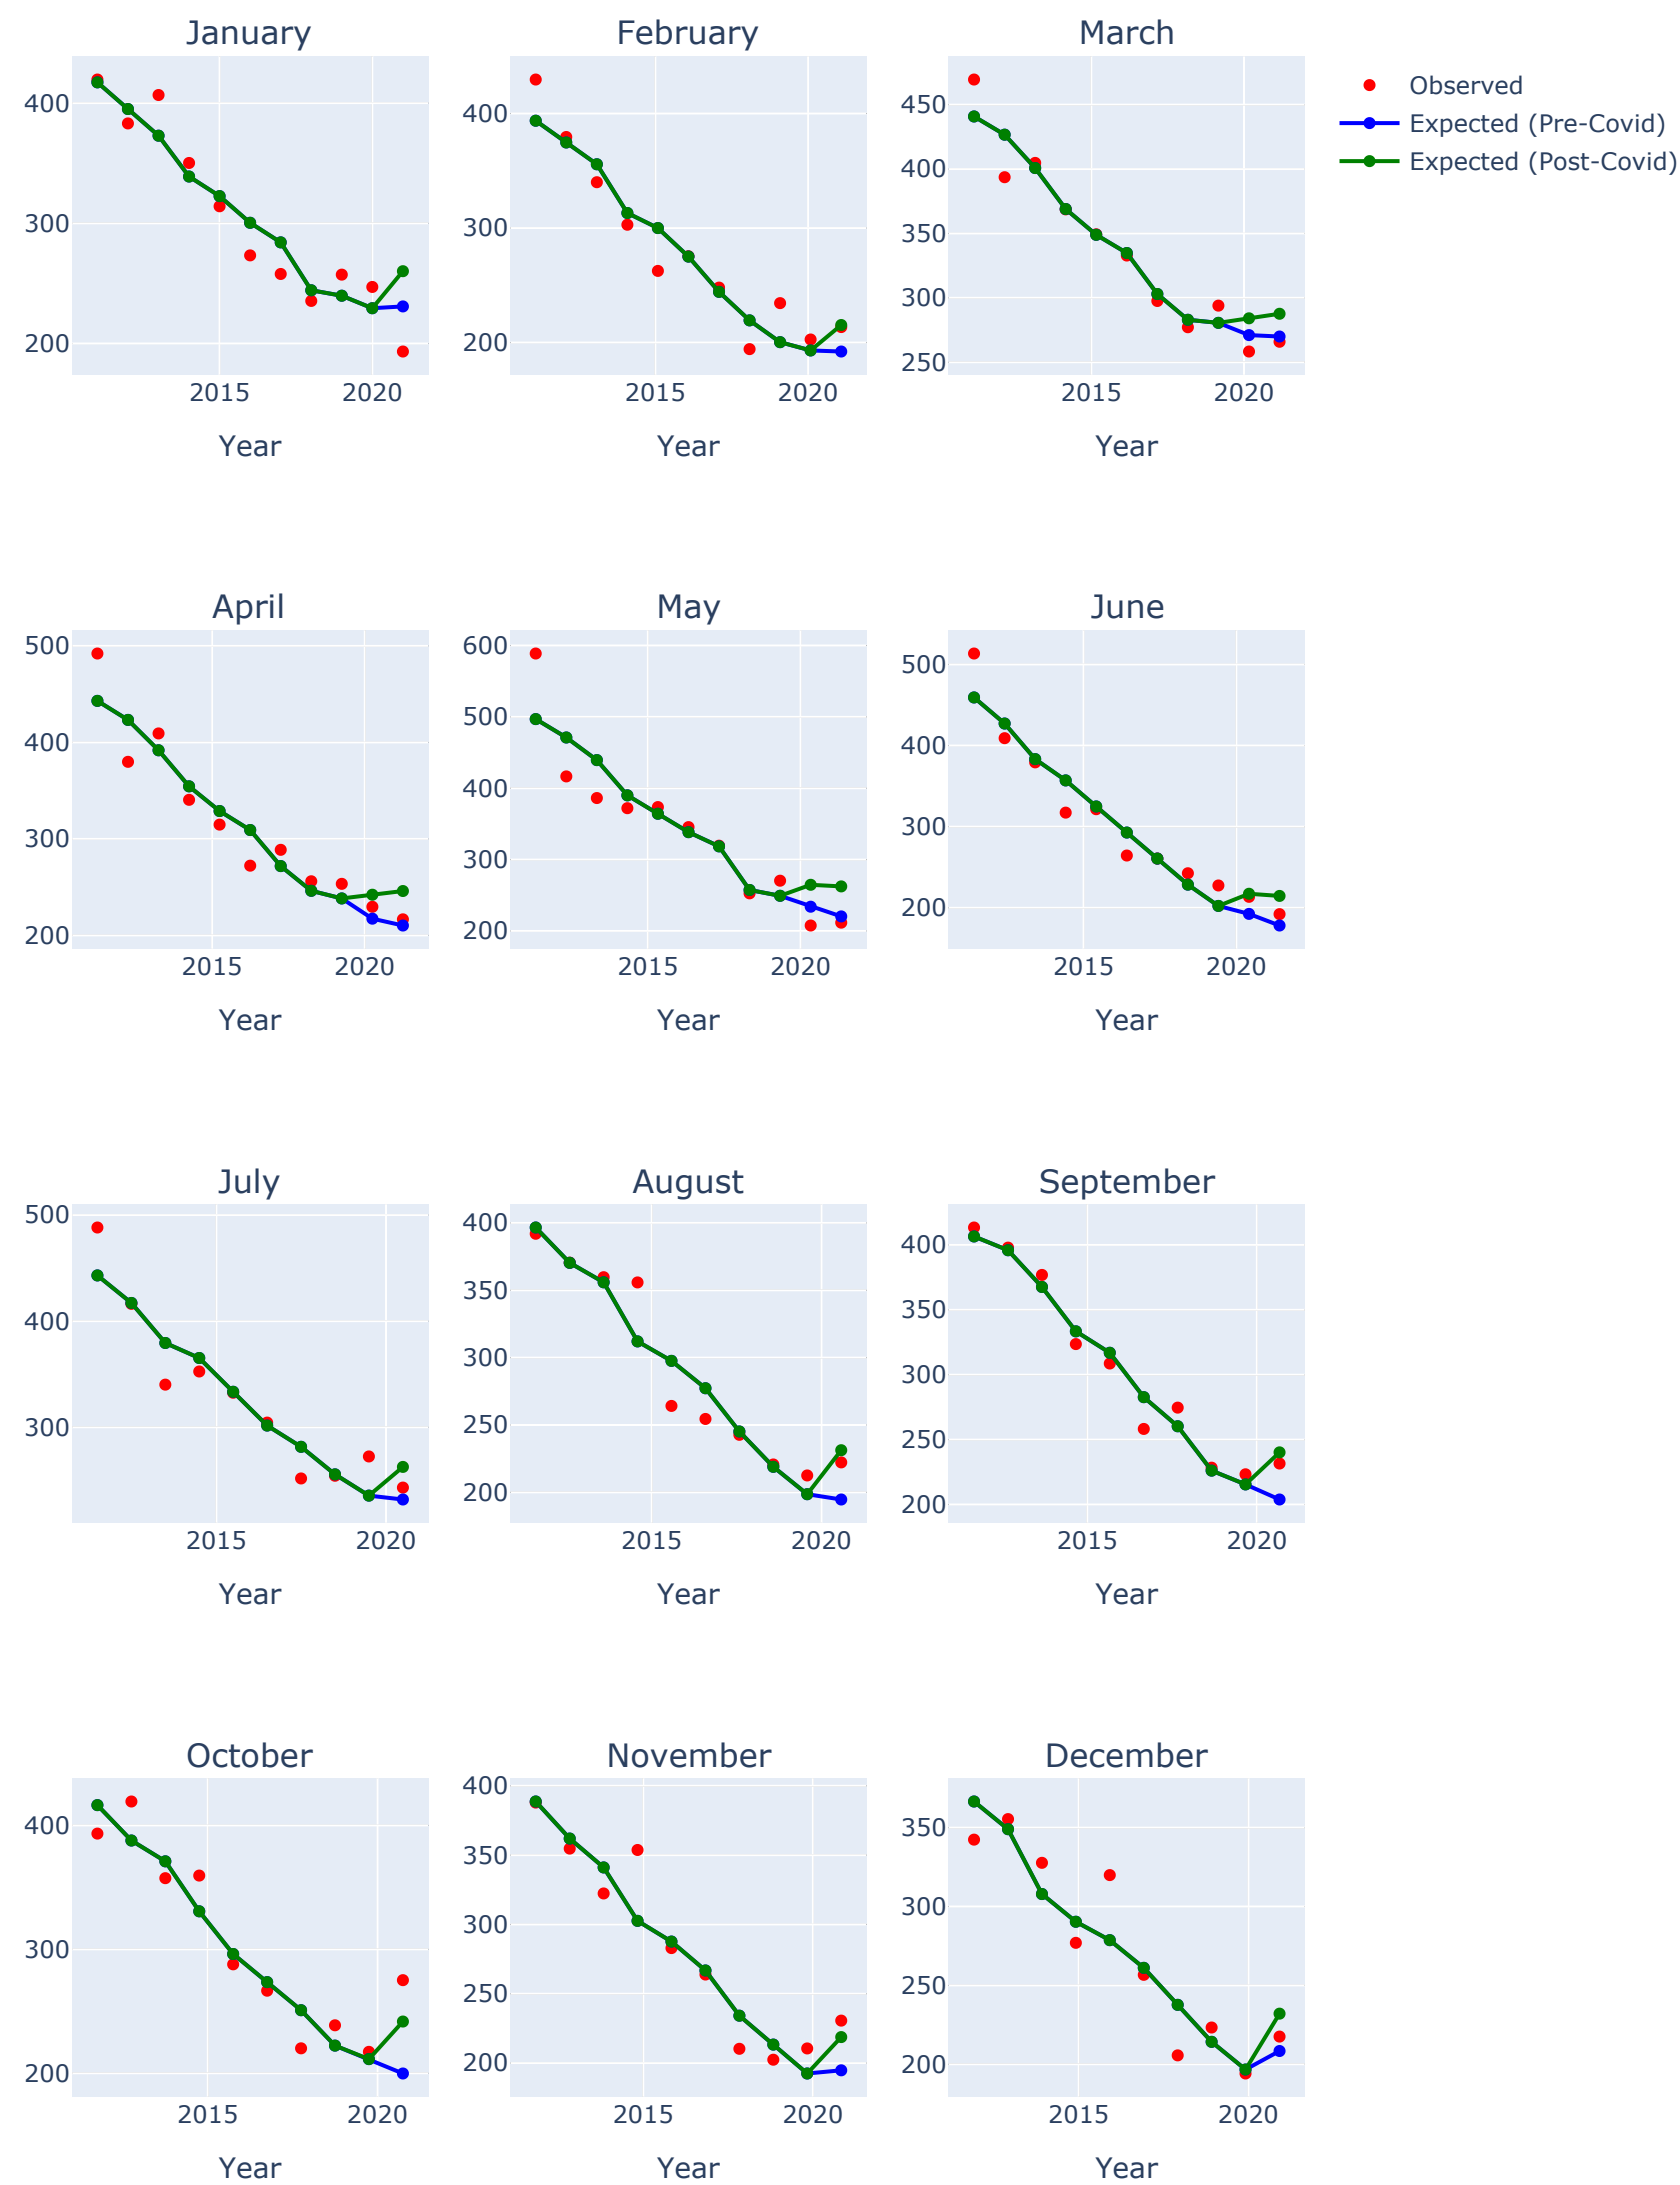 January
February
March
Observed
Expected (Pre-Covid)
Expected (Post-Covid)
400
300
200
2015
2020
Year
400
300
200
2015
2020
Year
450
400
350
300
250
2015
2020
Year
April
May
June
500
400
300
200
2015
2020
Year
600
500
400
300
200
2015
2020
Year
500
400
300
200
2015
2020
Year
July
August
September
500
400
300
2015
2020
Year
400
350
300
250
200
2015
2020
Year
400
350
300
250
200
2015
2020
Year
October
November
December
400
300
200
2015
2020
Year
400
350
300
250
200
2015
2020
Year
350
300
250
200
2015
2020
Year